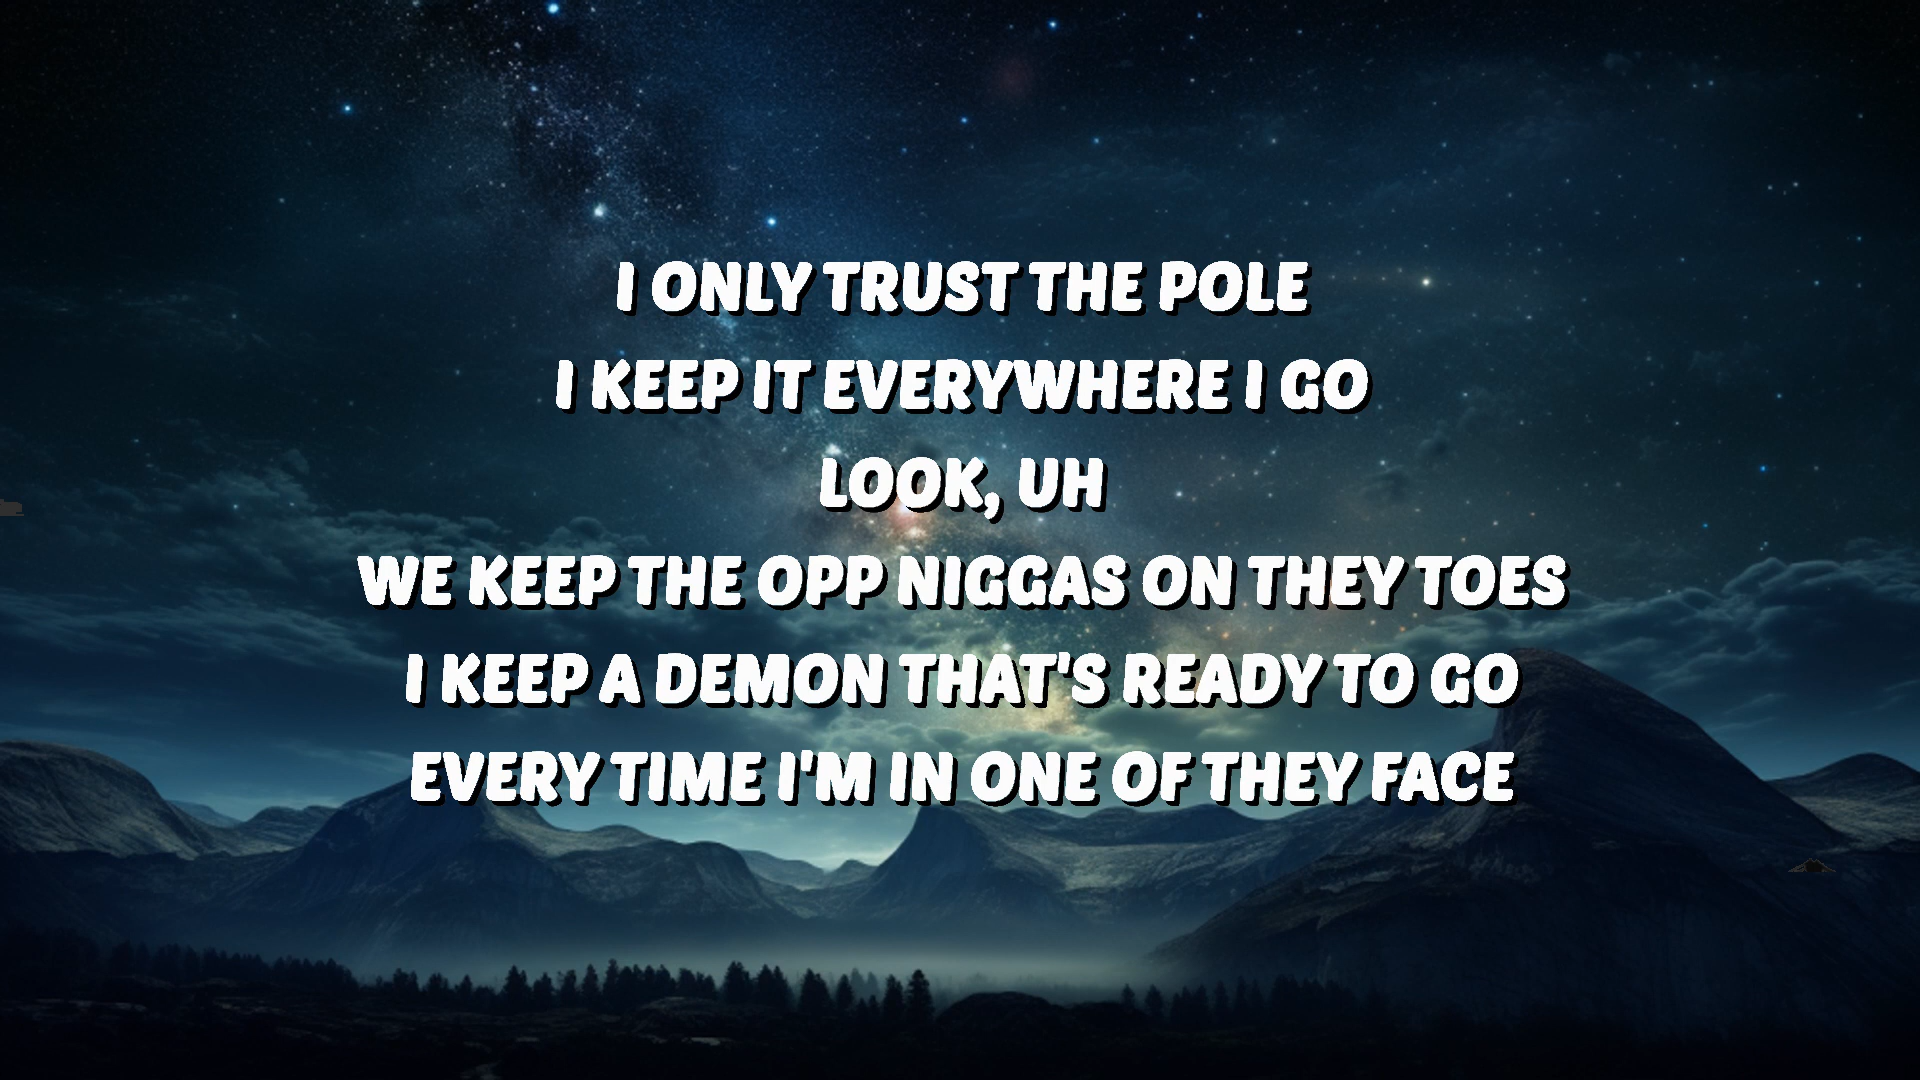 I ONLY TRUST THE POLE
I KEEP IT EVERYWHERE I GO
LOOK, UH
WE KEEP THE OPP NIGGAS ON THEY TOES
I KEEP A DEMON THAT'S READY TO GO
EVERY TIME I'M IN ONE OF THEY FACE